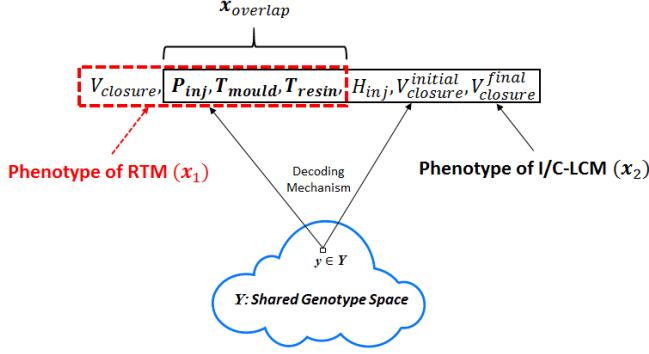 x_overlap
V_closure, P_inj, T_mould, T_resin, H_inj, V_closure^initial, V_closure^final
Phenotype of RTM (x_1)
Phenotype of I/C-LCM (x_2)
Decoding
Mechanism
y ∈ Y
Y: Shared Genotype Space